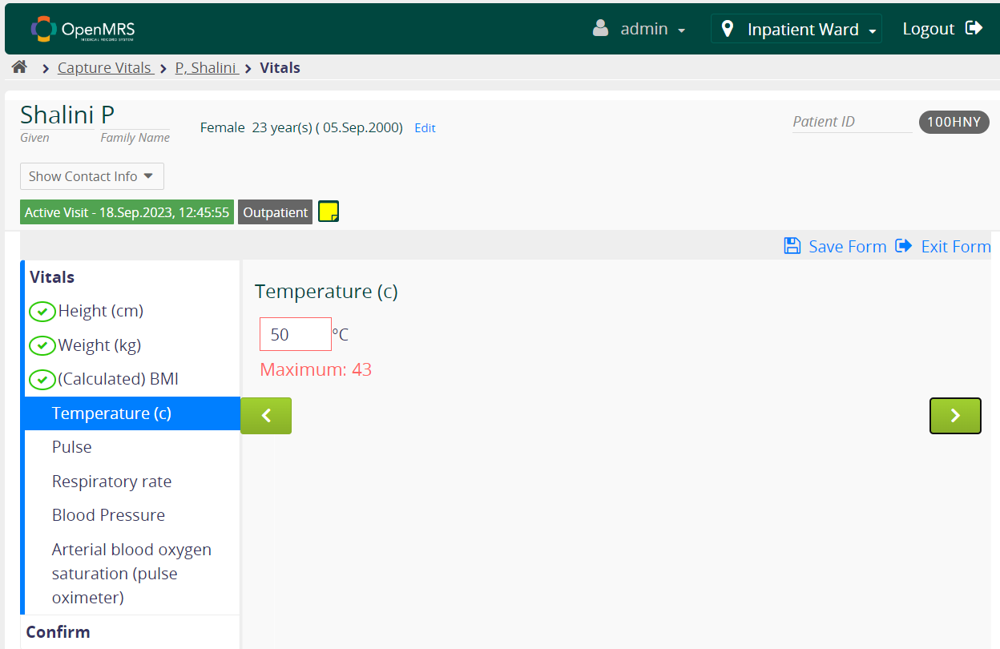 OpenMRS
MEDICAL RECORD SYSTEM
admin
Inpatient Ward
Logout
Capture Vitals
P, Shalini
Vitals
Shalini P
Given Family Name
Female 23 year(s) ( 05.Sep.2000) Edit
Patient ID 100HNY
Show Contact Info
Active Visit - 18.Sep.2023, 12:45:55 Outpatient
Save Form Exit Form
Vitals
Height (cm)
Weight (kg)
(Calculated) BMI
Temperature (c)
Pulse
Respiratory rate
Blood Pressure
Arterial blood oxygen
saturation (pulse
oximeter)
Confirm
Temperature (c)
50 °C
Maximum: 43